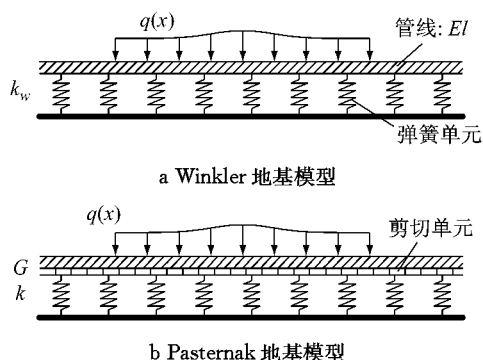 q(x)
管线: El
k_w
弹簧单元
a Winkler 地基模型
q(x)
剪切单元
G
k
b Pasternak 地基模型